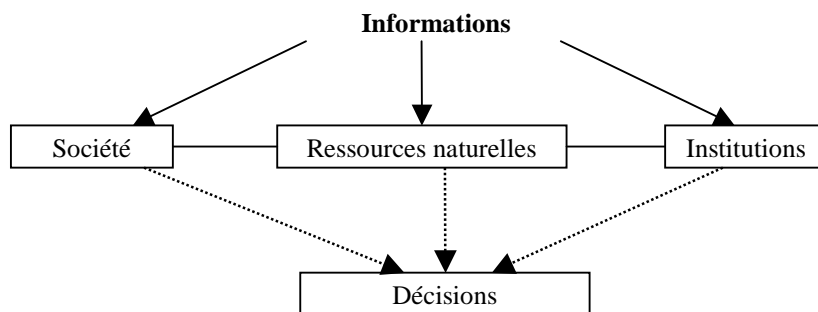 Informations
Société
Ressources naturelles
Institutions
Décisions